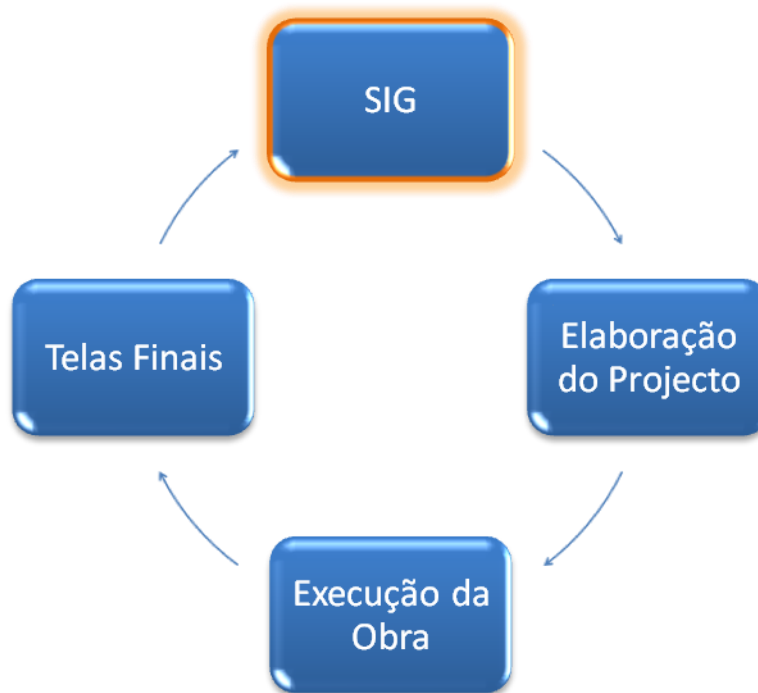 SIG
Telas Finais
Elaboração
do Projecto
Execução da
Obra